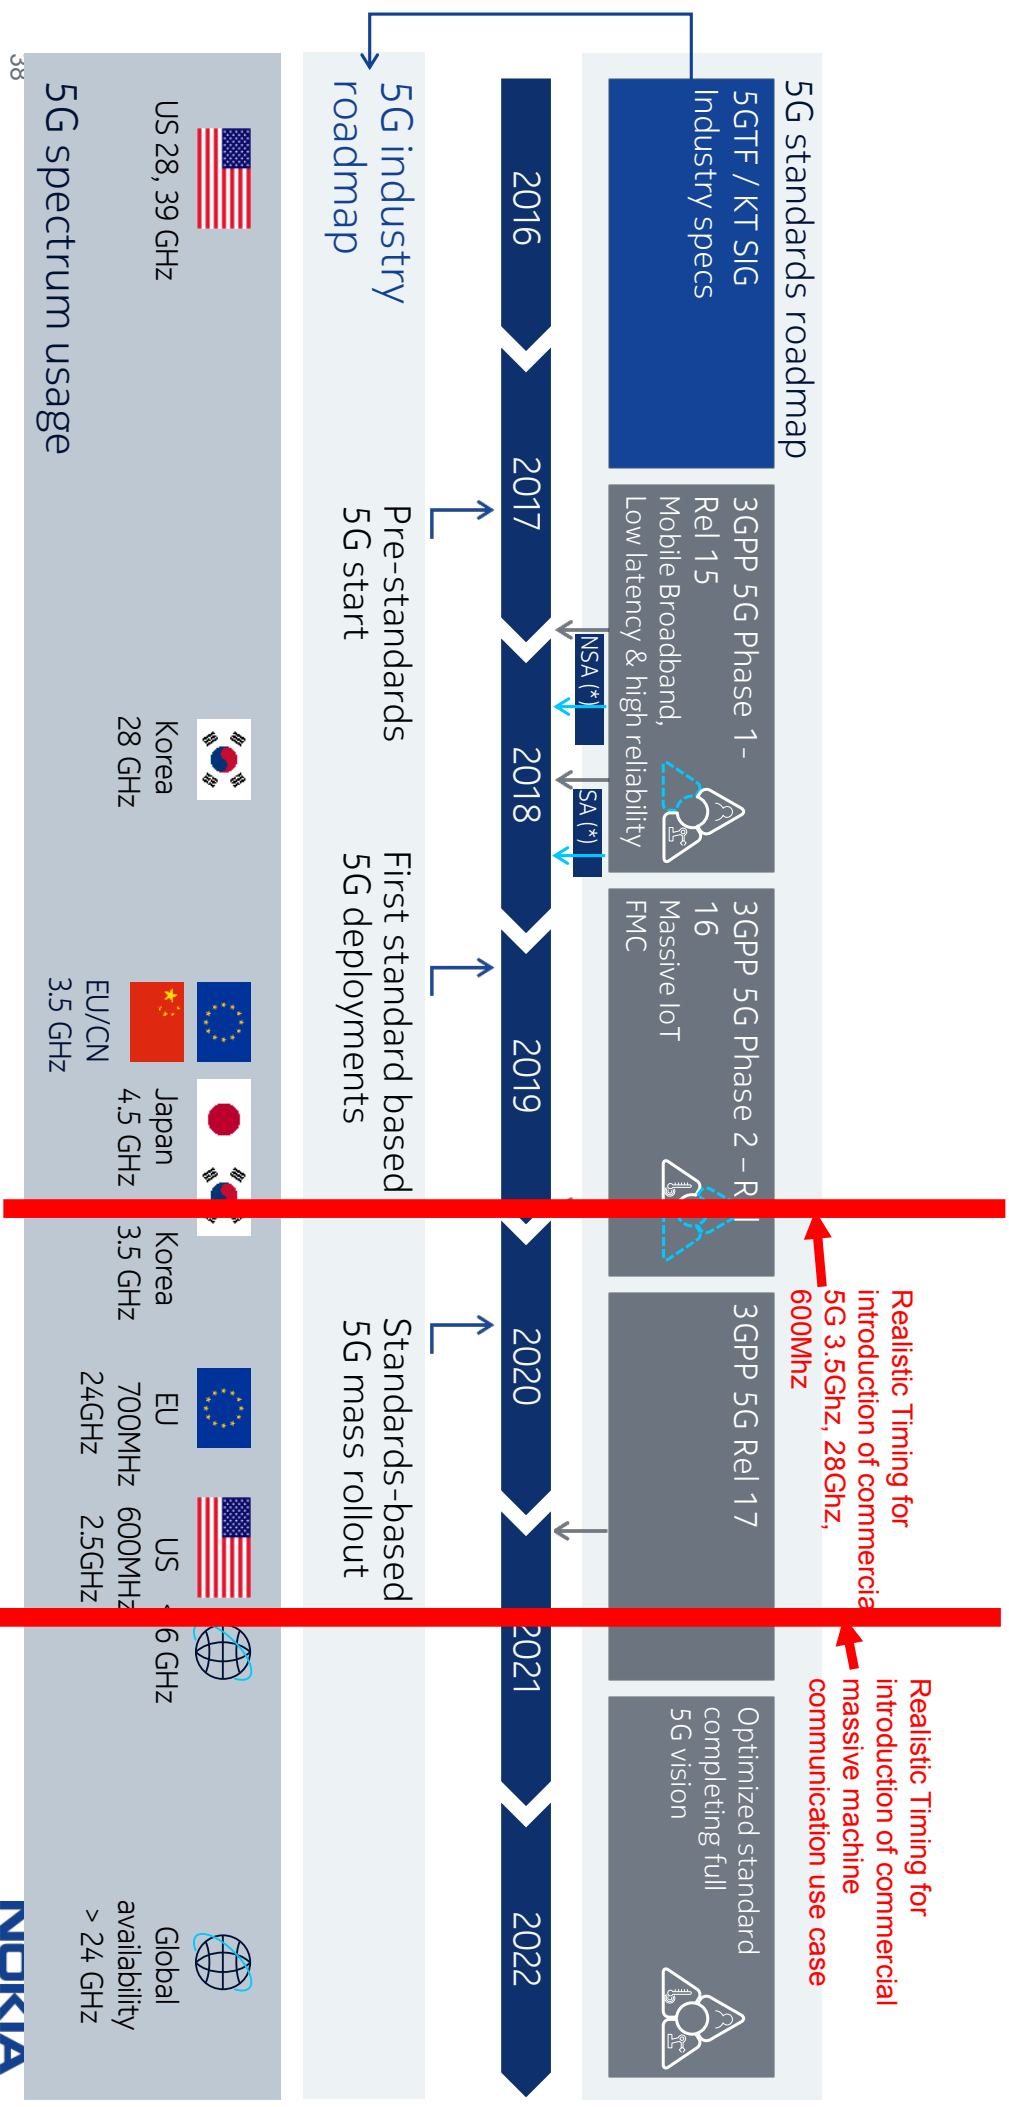 5G standards roadmap
5GTF / KT SIG
Industry specs
3GPP 5G Phase 1-
Rel 15
Mobile Broadband,
Low latency & high reliability
3GPP 5G Phase 2 – R
16
Massive IoT
FMC
3GPP 5G Rel 17
Optimized standard
completing full
5G vision
Realistic Timing for
introduction of commercia
5G 3.5Ghz, 28Ghz,
600Mhz
Realistic Timing for
introduction of commercial
massive machine
communication use case
NSA (*)
SA (*)
2016
2017
2018
2019
2020
2021
2022
5G industry
roadmap
Pre-standards
5G start
First standard based
5G deployments
Standards-based
5G mass rollout
US 28, 39 GHz
Korea
28 GHz
EU/CN
3.5 GHz
Japan
4.5 GHz
Korea
3.5 GHz
EU
700MHz
24GHz
US
600MHz
2.5GHz
6 GHz
Global
availability
> 24 GHz
5G spectrum usage
38
NOKIA